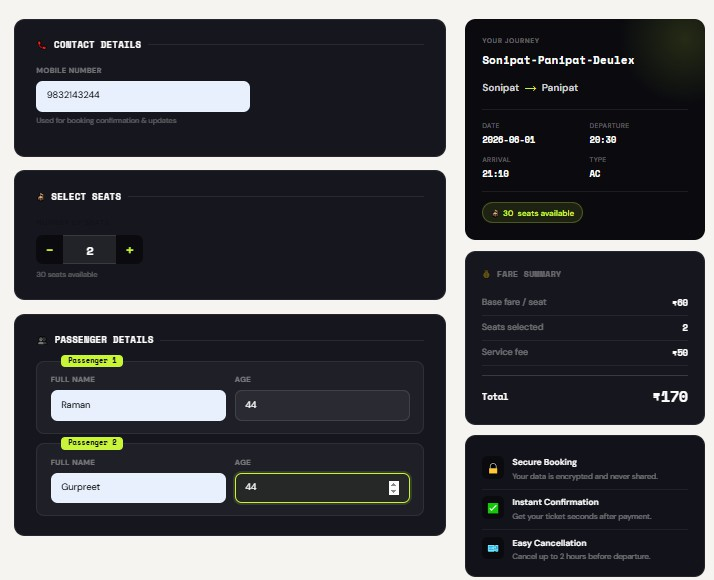 CONTACT DETAILS
MOBILE NUMBER
9832143244
Used for booking confirmation & updates
SELECT SEATS
− 2 +
30 seats available
PASSENGER DETAILS
Passenger 1
FULL NAME AGE
Raman 44
Passenger 2
FULL NAME AGE
Gurpreet 44
YOUR JOURNEY
Sonipat-Panipat-Deulex
Sonipat → Panipat
DATE DEPARTURE
2026-06-01 20:30
ARRIVAL TYPE
21:10 AC
30 seats available
FARE SUMMARY
Base fare / seat ₹60
Seats selected 2
Service fee ₹50
Total ₹170
Secure Booking
Your data is encrypted and never shared.
Instant Confirmation
Get your ticket seconds after payment.
Easy Cancellation
Cancel up to 2 hours before departure.